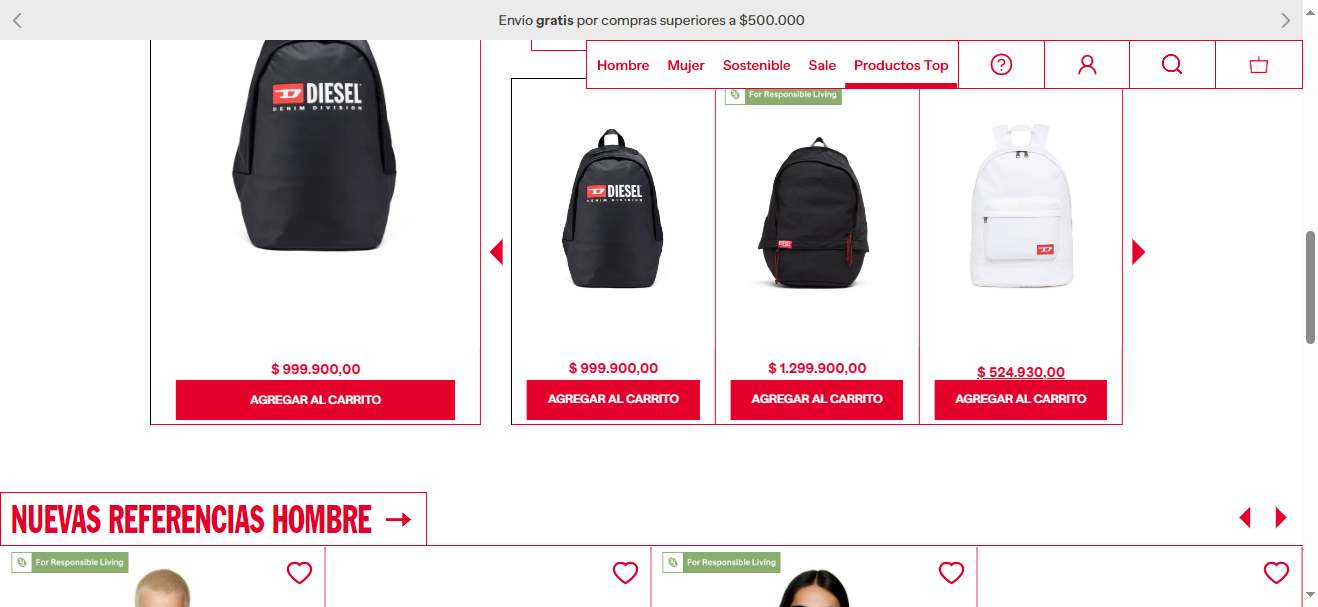 Envío gratis por compras superiores a $500.000
Hombre Mujer Sostenible Sale Productos Top
DIESEL
DENIM DIVISION
For Responsible Living
DIESEL
DENIM DIVISION
DIESEL
$ 999.900,00
AGREGAR AL CARRITO
$ 999.900,00
AGREGAR AL CARRITO
$ 1.299.900,00
AGREGAR AL CARRITO
$ 524.930,00
AGREGAR AL CARRITO
NUEVAS REFERENCIAS HOMBRE
For Responsible Living
For Responsible Living